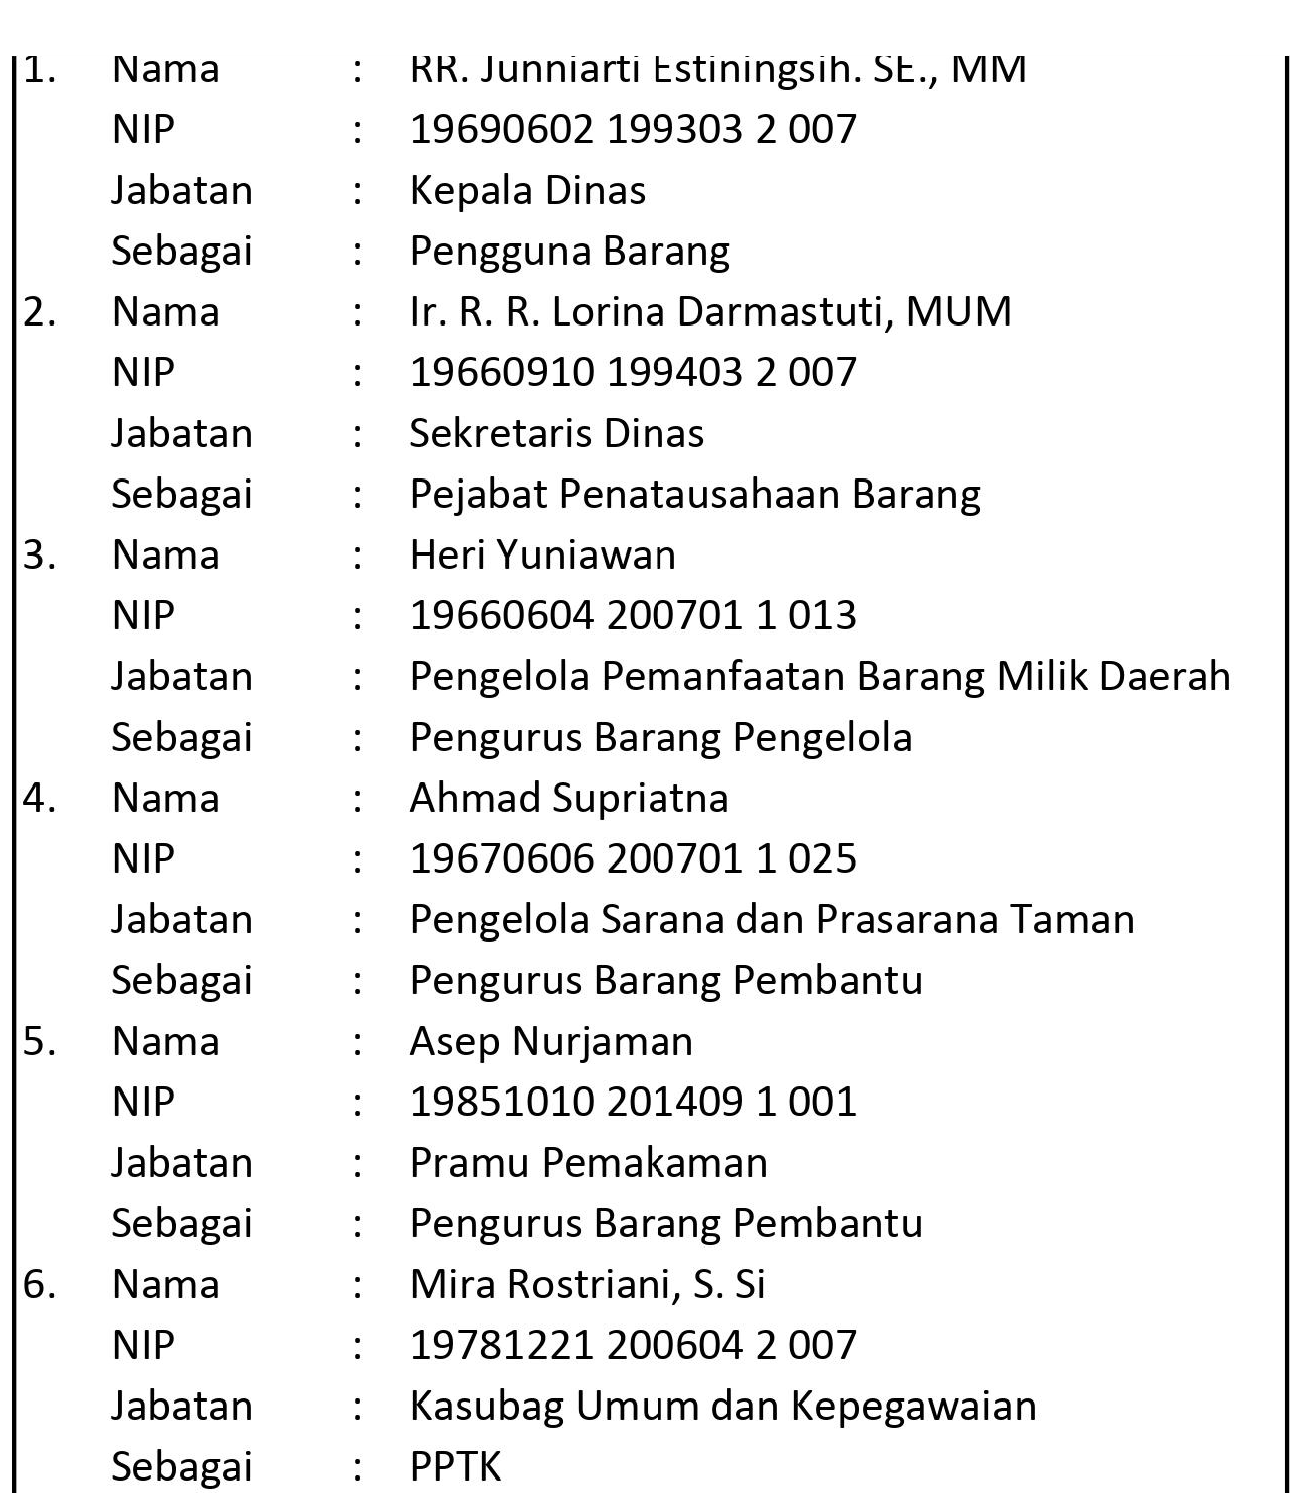 1. Nama : RR. Junniarti Estiningsih. SE., MM
NIP : 19690602 199303 2 007
Jabatan : Kepala Dinas
Sebagai : Pengguna Barang
2. Nama : Ir. R. R. Lorina Darmastuti, MUM
NIP : 19660910 199403 2 007
Jabatan : Sekretaris Dinas
Sebagai : Pejabat Penatausahaan Barang
3. Nama : Heri Yuniawan
NIP : 19660604 200701 1 013
Jabatan : Pengelola Pemanfaatan Barang Milik Daerah
Sebagai : Pengurus Barang Pengelola
4. Nama : Ahmad Supriatna
NIP : 19670606 200701 1 025
Jabatan : Pengelola Sarana dan Prasarana Taman
Sebagai : Pengurus Barang Pembantu
5. Nama : Asep Nurjaman
NIP : 19851010 201409 1 001
Jabatan : Pramu Pemakaman
Sebagai : Pengurus Barang Pembantu
6. Nama : Mira Rostriani, S. Si
NIP : 19781221 200604 2 007
Jabatan : Kasubag Umum dan Kepegawaian
Sebagai : PPTK